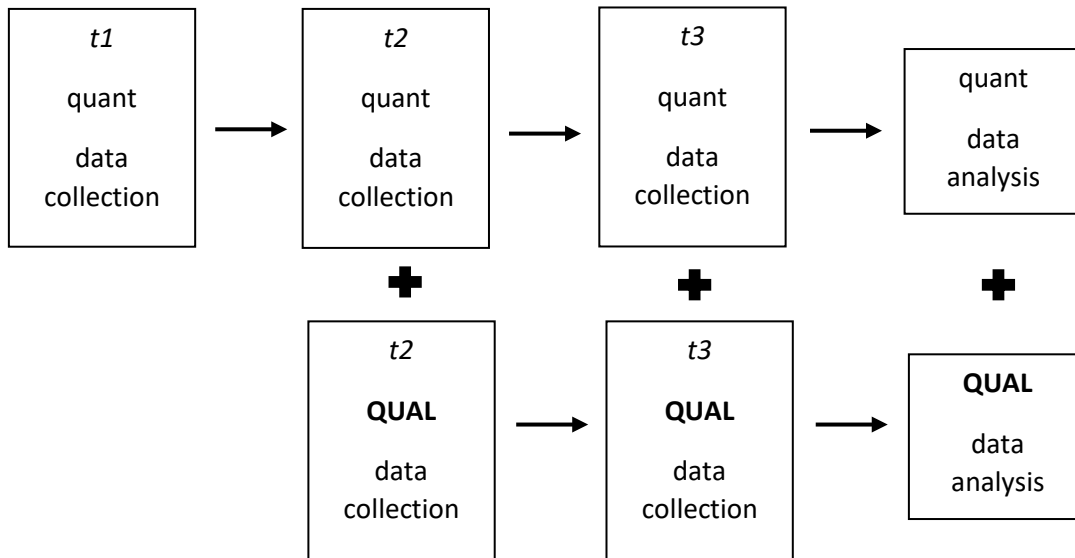 t1
quant
data
collection
t2
quant
data
collection
t3
quant
data
collection
quant
data
analysis
t2
QUAL
data
collection
t3
QUAL
data
collection
QUAL
data
analysis